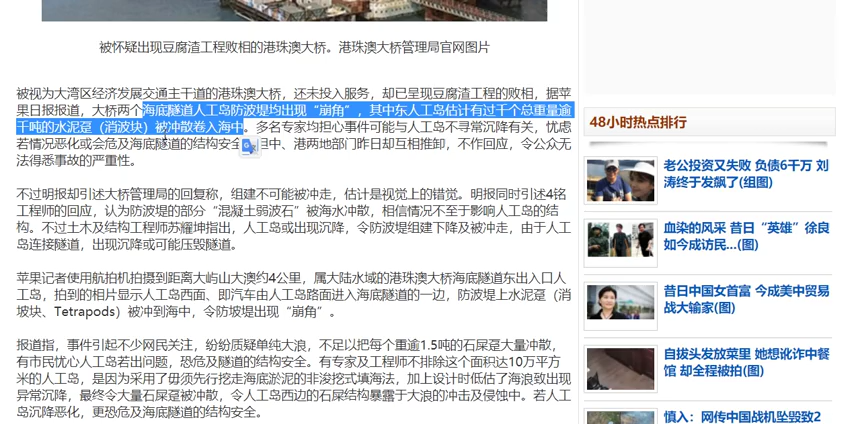 被怀疑出现豆腐渣工程败相的港珠澳大桥。港珠澳大桥管理局官网图片
被视为大湾区经济发展交通主干道的港珠澳大桥，还未投入服务，却已呈现豆腐渣工程的败相，据苹
果日报报道，大桥两个海底隧道人工岛防波堤均出现“崩角”，其中东人工岛估计有过千个总重量逾
千吨的水泥趸（消波块）被冲散卷入海中。多名专家均担心事件可能与人工岛不寻常沉降有关，忧虑
若情况恶化或会危及海底隧道的结构安全
中、港两地部门昨日却互相推卸，不作回应，令公众无
法得悉事故的严重性。
不过明报却引述大桥管理局的回复称，组建不可能被冲走，估计是视觉上的错觉。明报同时引述4铭
工程师的回应，认为防波堤的部分“混凝土弱波石”被海水冲散，相信情况不至于影响人工岛的结
构。不过土木及结构工程师苏耀坤指出，人工岛或出现沉降，令防波堤组建下降及被冲走，由于人工
岛连接隧道，出现沉降或可能压毁隧道。
苹果记者使用航拍机拍摄到距离大屿山大澳约4公里，属大陆水域的港珠澳大桥海底隧道东出入口人
工岛，拍到的相片显示人工岛西面、即汽车由人工岛路面进入海底隧道的一边，防波堤上水泥趸（消
坡块、Tetrapods）被冲到海中，令防坡堤出现“崩角”。
报道指，事件引起不少网民关注，纷纷质疑单纯大浪，不足以把每个重逾1.5吨的石屎趸大量冲散，
有市民忧心人工岛若出问题，恐危及隧道的结构安全。有专家及工程师不排除这个面积达10万平方
米的人工岛，是因为采用了毋须先行挖走海底淤泥的非浚挖式填海法，加上设计时低估了海浪致出现
异常沉降，最终令大量石屎趸被冲散，令人工岛西边的石屎结构暴露于大浪的冲击及侵蚀中。若人工
岛沉降恶化，更恐危及海底隧道的结构安全。
48小时热点排行
老公投资又失败 负债6千万 刘
涛终于发飙了(组图)
血染的风采 昔日“英雄”徐良
如今成访民...(图)
昔日中国女首富 今成美中贸易
战大输家(图)
自拔头发放菜里 她想讹诈中餐
馆 却全程被拍(图)
慎入：网传中国战机坠毁致2